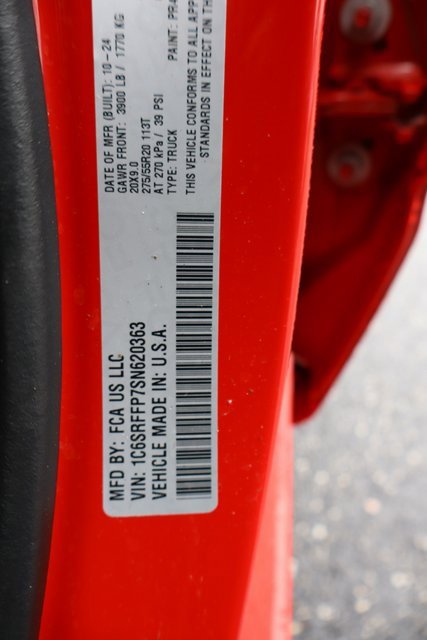 MFD BY: FCA US LLC
DATE OF MFR (BUILT): 10-24
GAWR FRONT: 3900 LB / 1770 KG
20X9.0
275/55R20 113T
AT 270 kPa / 39 PSI
TYPE: TRUCK
PAINT:
THIS VEHICLE CONFORMS TO ALL APP
STANDARDS IN EFFECT ON TH
VIN: 1C6SRFFP7SN620363
VEHICLE MADE IN: U.S.A.